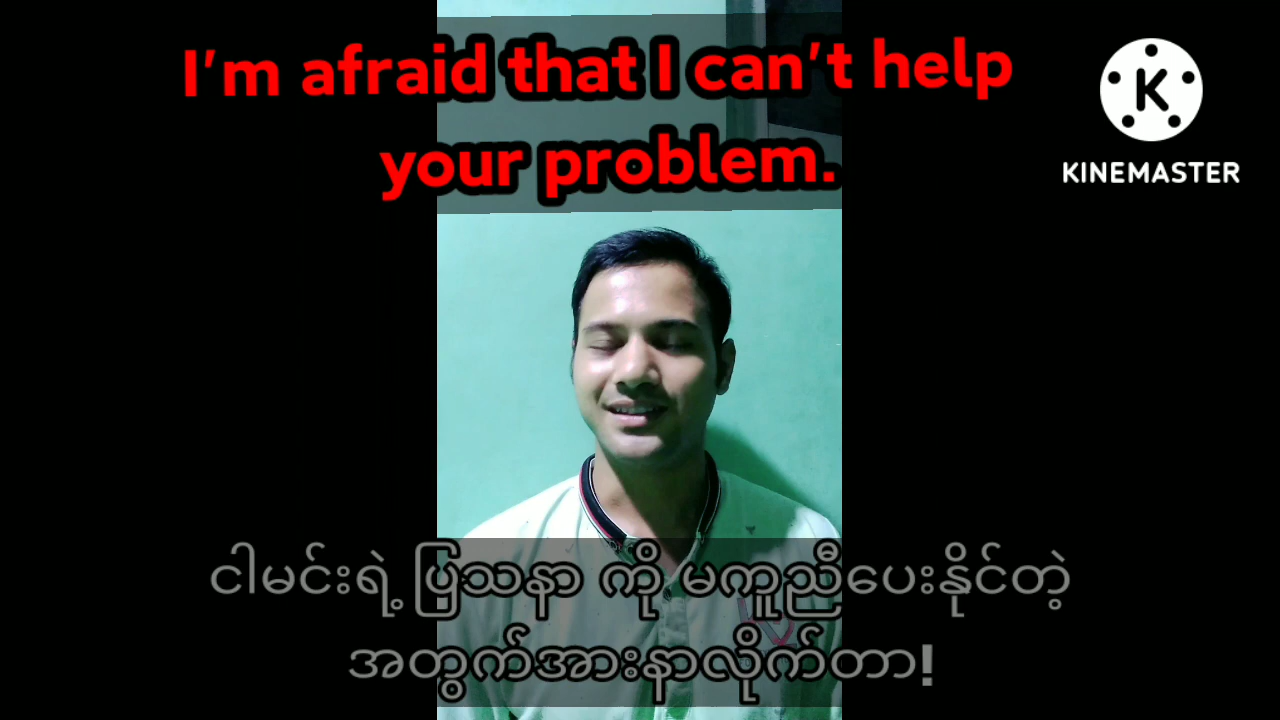 I'm afraid that I can't help
your problem.
KINEMASTER
ငါမင်းရဲ့ ပြသနာ ကို မကူညီပေးနိုင်တဲ့
အတွက်အားနာလိုက်တာ!